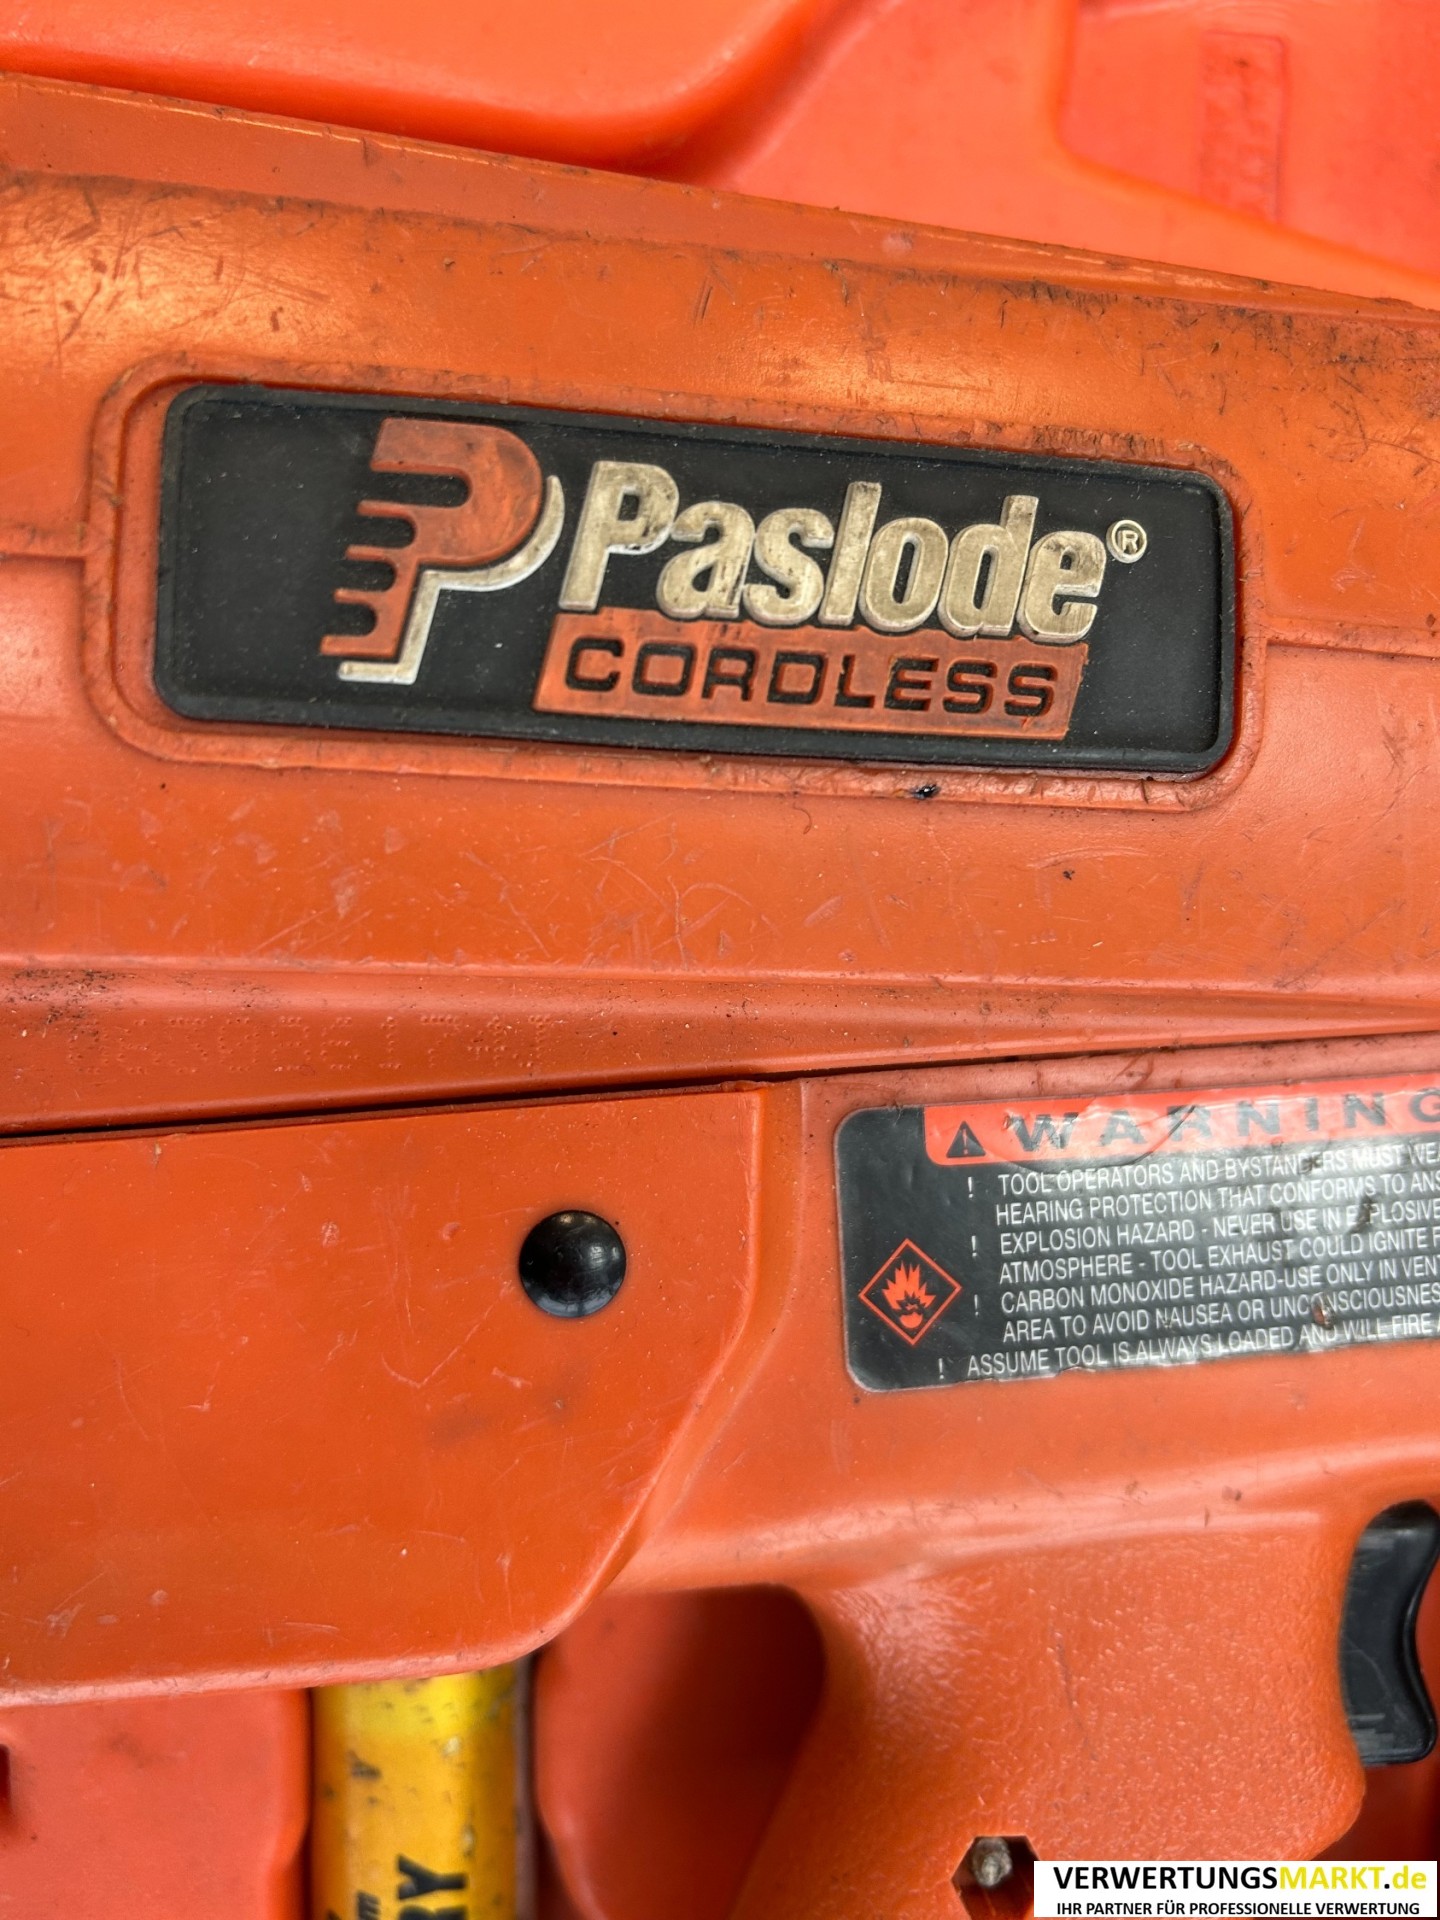 Paslode®
CORDLESS
WARNING
! TOOL OPERATORS AND BYSTANDERS MUST WEA
HEARING PROTECTION THAT CONFORMS TO ANS
! EXPLOSION HAZARD - NEVER USE IN EXPLOSIVE
ATMOSPHERE - TOOL EXHAUST COULD IGNITE F
! CARBON MONOXIDE HAZARD-USE ONLY IN VENT
AREA TO AVOID NAUSEA OR UNCONSCIOUSNES
! ASSUME TOOL IS ALWAYS LOADED AND WILL FIRE A
RY
VERWERTUNGSMARKT.de
IHR PARTNER FÜR PROFESSIONELLE VERWERTUNG